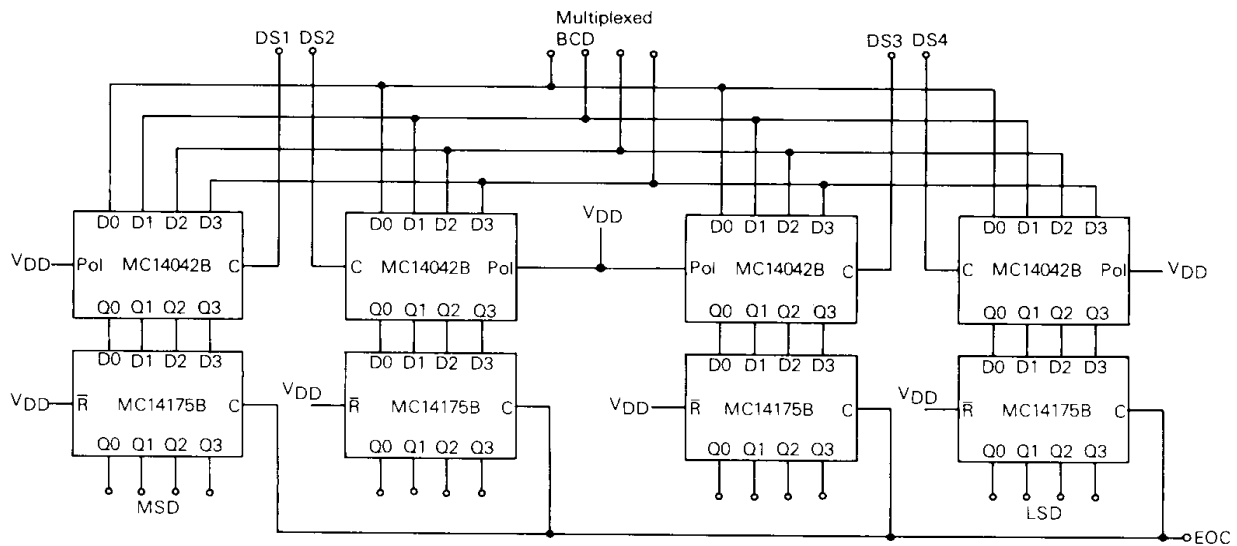 Multiplexed
DS1 DS2 BCD DS3 DS4
D0 D1 D2 D3 D0 D1 D2 D3 VDD D0 D1 D2 D3 D0 D1 D2 D3
VDD Pol MC14042B C C MC14042B Pol Pol MC14042B C C MC14042B Pol VDD
Q0 Q1 Q2 Q3 Q0 Q1 Q2 Q3 Q0 Q1 Q2 Q3 Q0 Q1 Q2 Q3
D0 D1 D2 D3 D0 D1 D2 D3 D0 D1 D2 D3 D0 D1 D2 D3
VDD R̅ MC14175B C VDD R̅ MC14175B C VDD R̅ MC14175B C VDD R̅ MC14175B C
Q0 Q1 Q2 Q3 Q0 Q1 Q2 Q3 Q0 Q1 Q2 Q3 Q0 Q1 Q2 Q3
MSD LSD
EOC